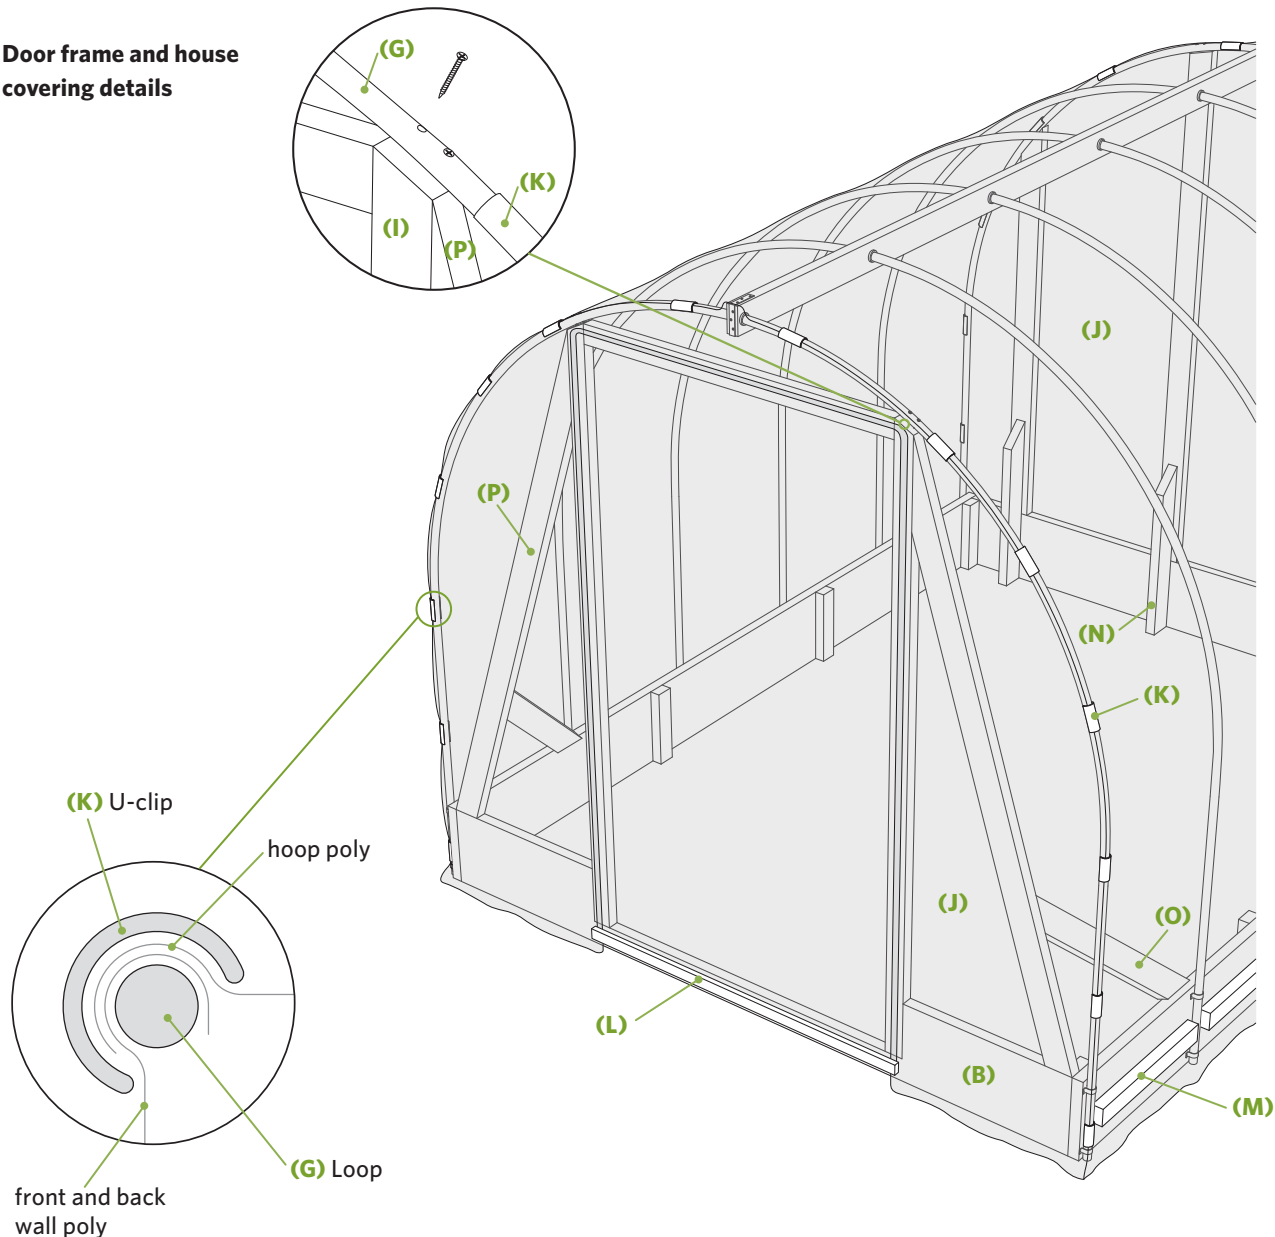 Door frame and house
covering details
(G)
(K)
(I)
(P)
(J)
(P)
(N)
(K)
(K) U-clip
hoop poly
(J)
(O)
(L)
(B)
(M)
(G) Loop
front and back
wall poly